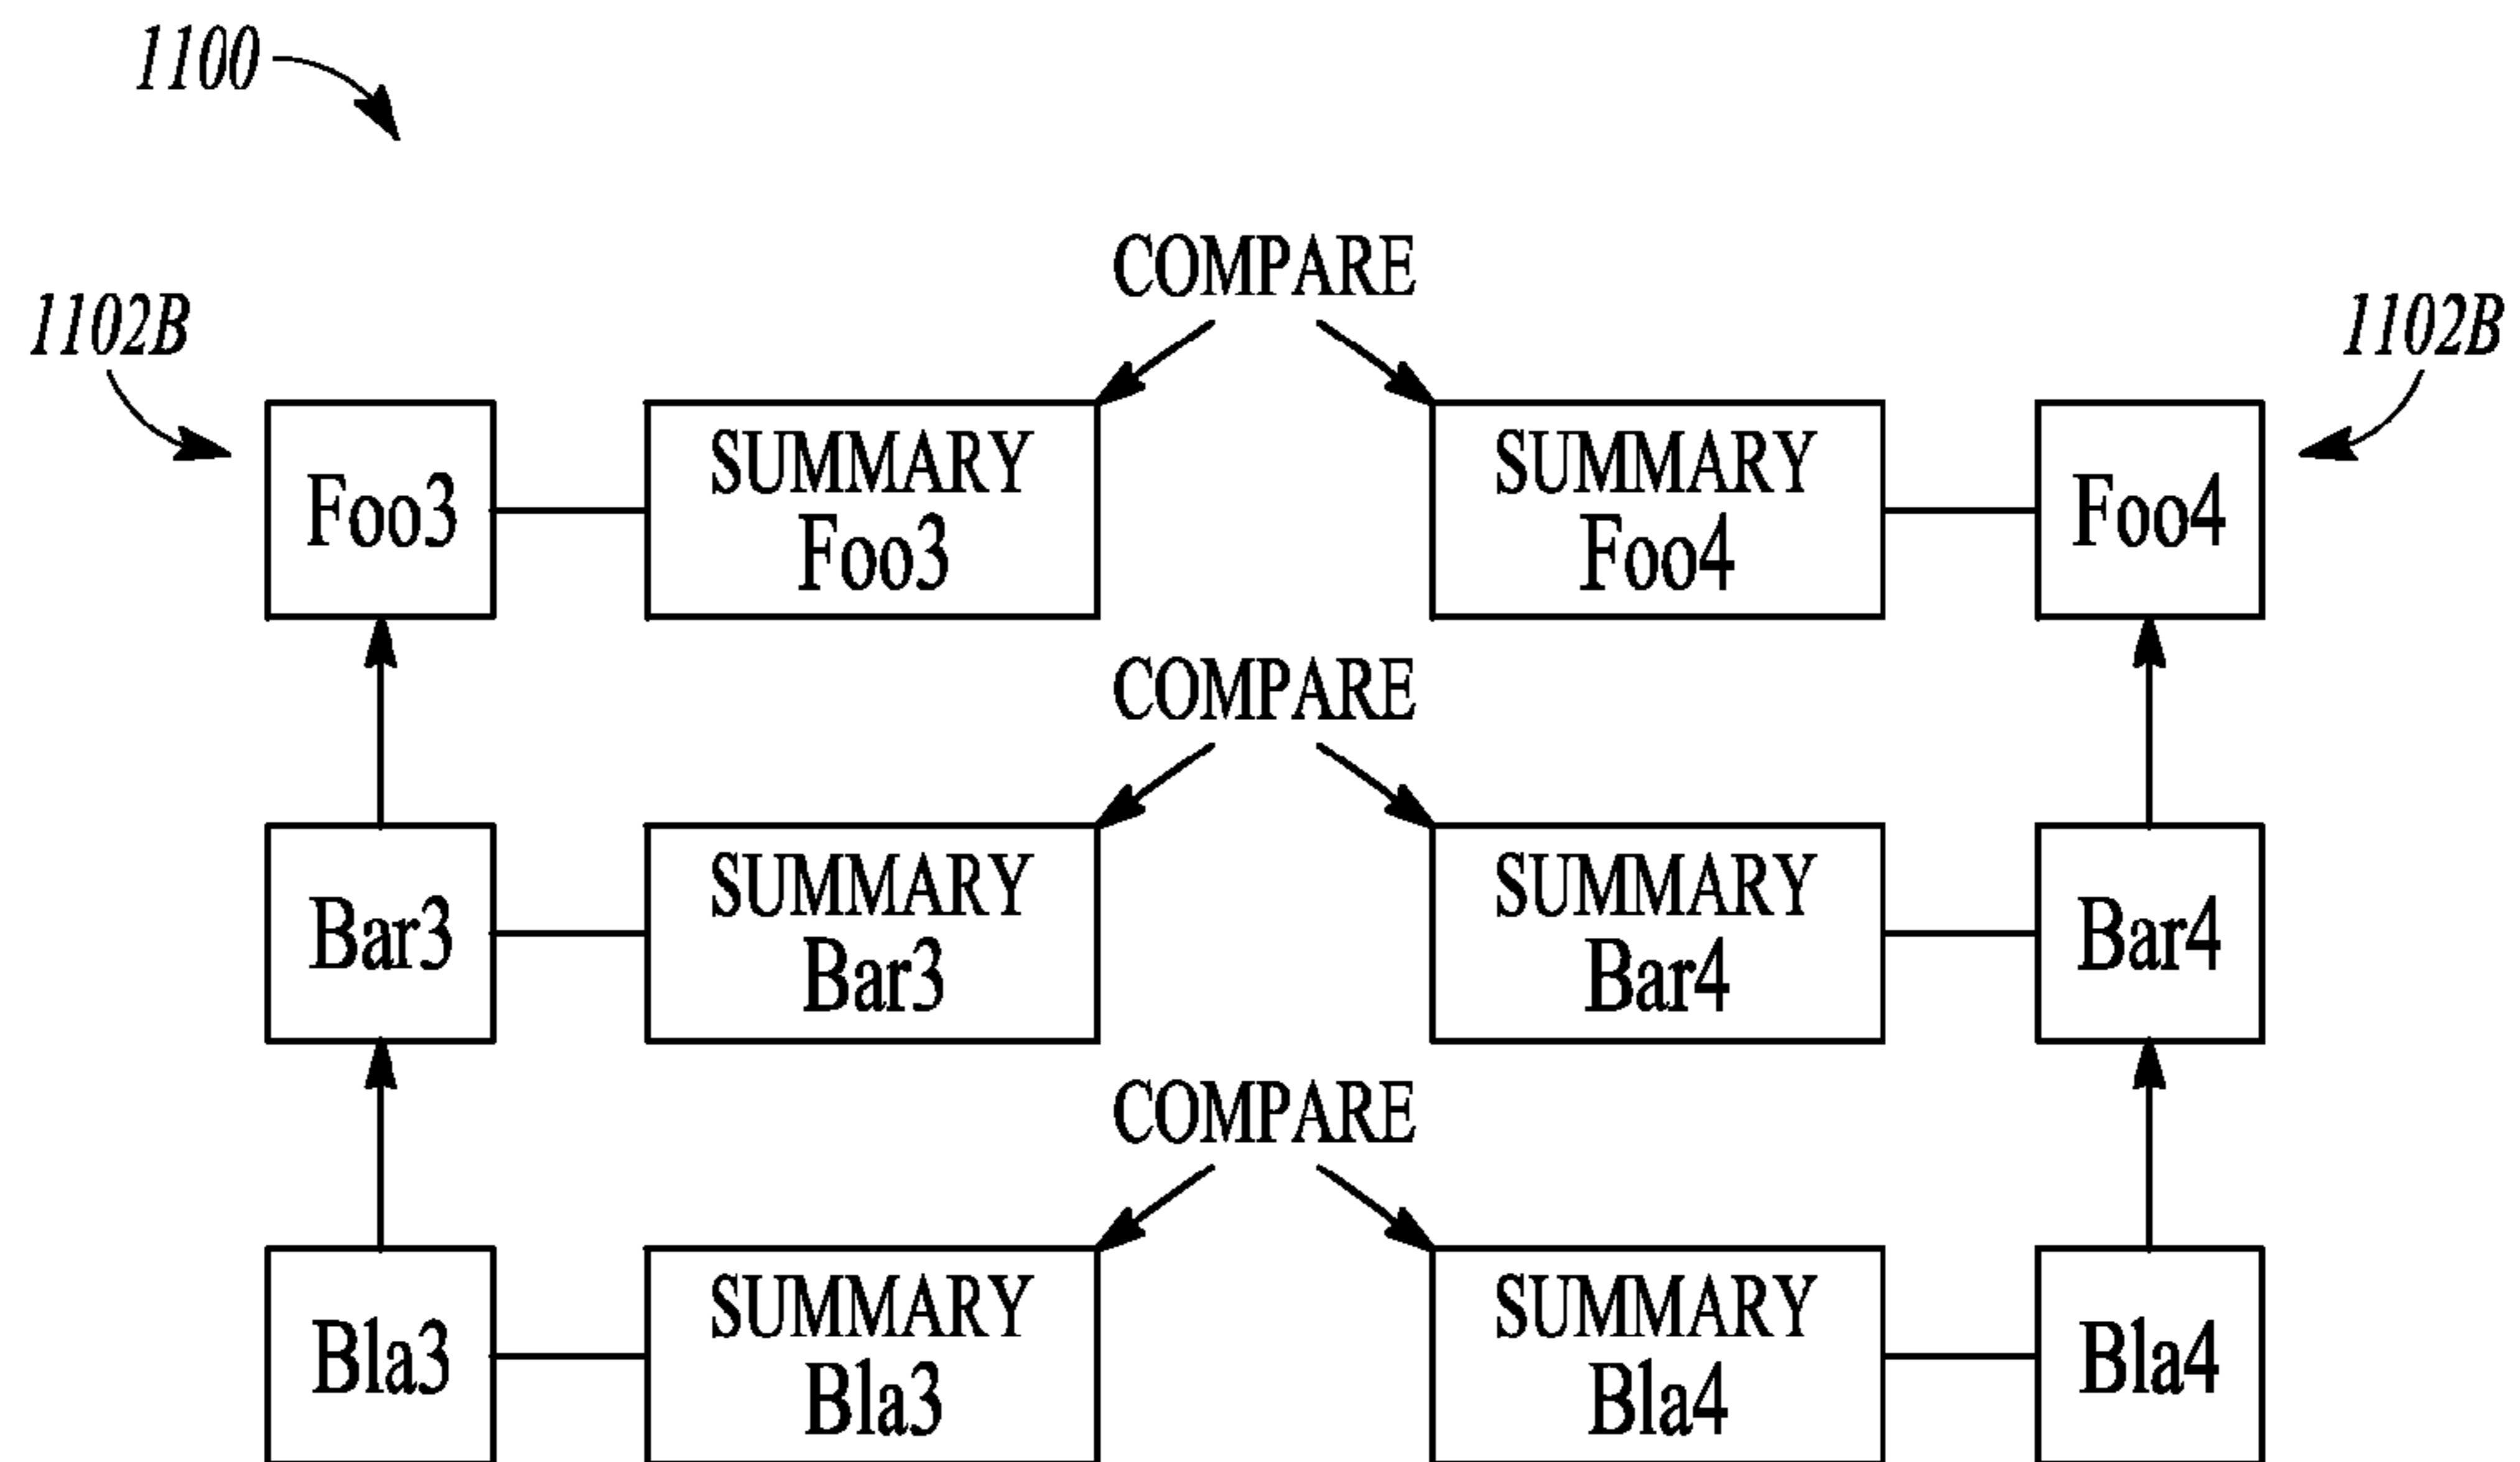 1100
COMPARE
1102B
1102B
Foo3
SUMMARY
Foo3
SUMMARY
Foo4
Foo4
COMPARE
Bar3
SUMMARY
Bar3
SUMMARY
Bar4
Bar4
COMPARE
Bla3
SUMMARY
Bla3
SUMMARY
Bla4
Bla4